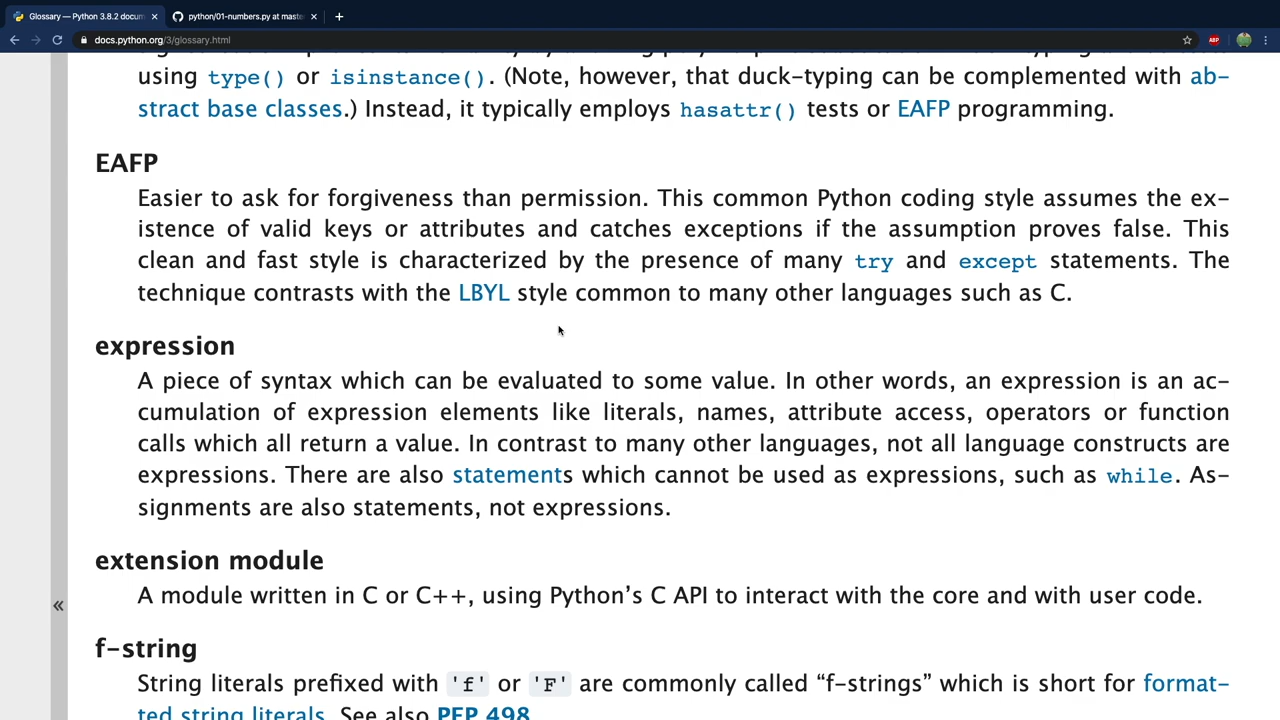 Glossary — Python 3.8.2 docum
python/01-numbers.py at maste
docs.python.org/3/glossary.html
ABP
using type() or isinstance(). (Note, however, that duck-typing can be complemented with ab-
stract base classes.) Instead, it typically employs hasattr() tests or EAFP programming.
EAFP
Easier to ask for forgiveness than permission. This common Python coding style assumes the ex-
istence of valid keys or attributes and catches exceptions if the assumption proves false. This
clean and fast style is characterized by the presence of many try and except statements. The
technique contrasts with the LBYL style common to many other languages such as C.
expression
A piece of syntax which can be evaluated to some value. In other words, an expression is an ac-
cumulation of expression elements like literals, names, attribute access, operators or function
calls which all return a value. In contrast to many other languages, not all language constructs are
expressions. There are also statements which cannot be used as expressions, such as while. As-
signments are also statements, not expressions.
extension module
A module written in C or C++, using Python’s C API to interact with the core and with user code.
«
f-string
String literals prefixed with 'f' or 'F' are commonly called “f-strings” which is short for format-
ted string literals. See also PEP 498.